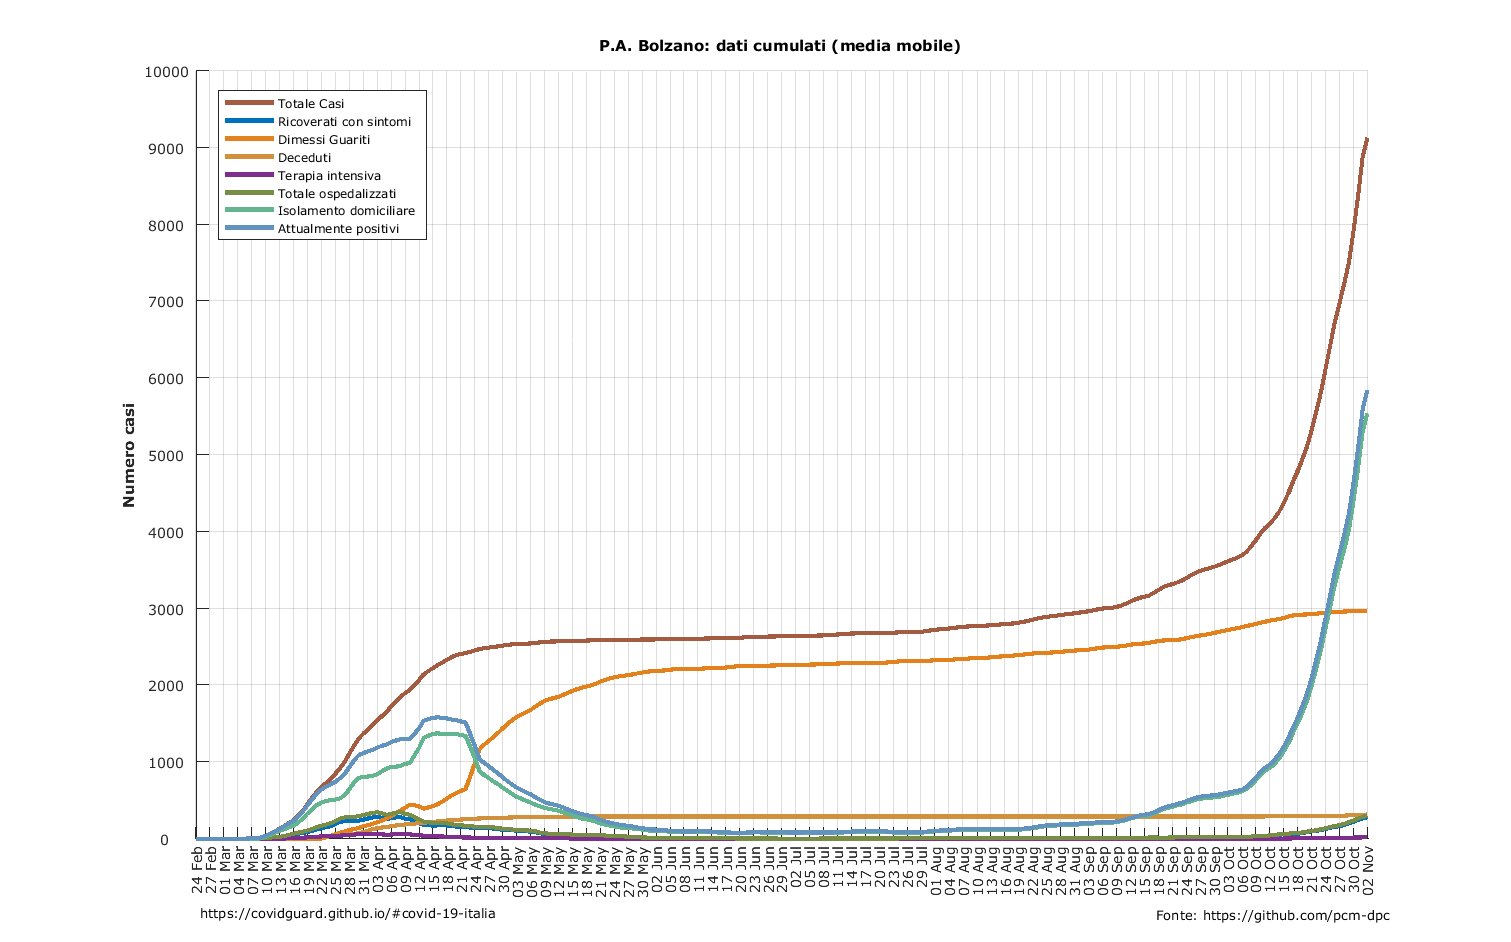 P.A. Bolzano: dati cumulati (media mobile)
Numero casi
10000
9000
8000
7000
6000
5000
4000
3000
2000
1000
0
Totale Casi
Ricoverati con sintomi
Dimessi Guariti
Deceduti
Terapia intensiva
Totale ospedalizzati
Isolamento domiciliare
Attualmente positivi
24 Feb
27 Feb
01 Mar
04 Mar
07 Mar
10 Mar
13 Mar
16 Mar
19 Mar
22 Mar
25 Mar
28 Mar
31 Mar
03 Apr
06 Apr
09 Apr
12 Apr
15 Apr
18 Apr
21 Apr
24 Apr
27 Apr
30 Apr
03 May
06 May
09 May
12 May
15 May
18 May
21 May
24 May
27 May
30 May
02 Jun
05 Jun
08 Jun
11 Jun
14 Jun
17 Jun
20 Jun
23 Jun
26 Jun
29 Jun
02 Jul
05 Jul
08 Jul
11 Jul
14 Jul
17 Jul
20 Jul
23 Jul
26 Jul
29 Jul
01 Aug
04 Aug
07 Aug
10 Aug
13 Aug
16 Aug
19 Aug
22 Aug
25 Aug
28 Aug
31 Aug
03 Sep
06 Sep
09 Sep
12 Sep
15 Sep
18 Sep
21 Sep
24 Sep
27 Sep
30 Sep
03 Oct
06 Oct
09 Oct
12 Oct
15 Oct
18 Oct
21 Oct
24 Oct
27 Oct
30 Oct
02 Nov
https://covidguard.github.io/#covid-19-italia
Fonte: https://github.com/pcm-dpc